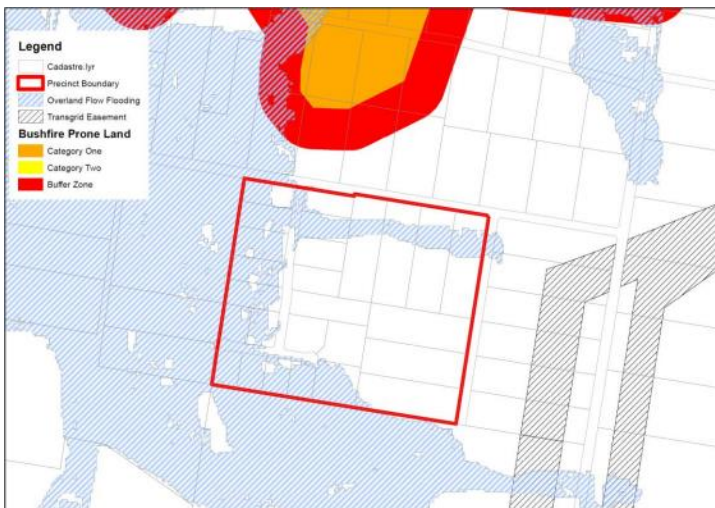 Legend
Cadastre.lyr
Precinct Boundary
Overland Flow Flooding
Transgrid Easement
Bushfire Prone Land
Category One
Category Two
Buffer Zone